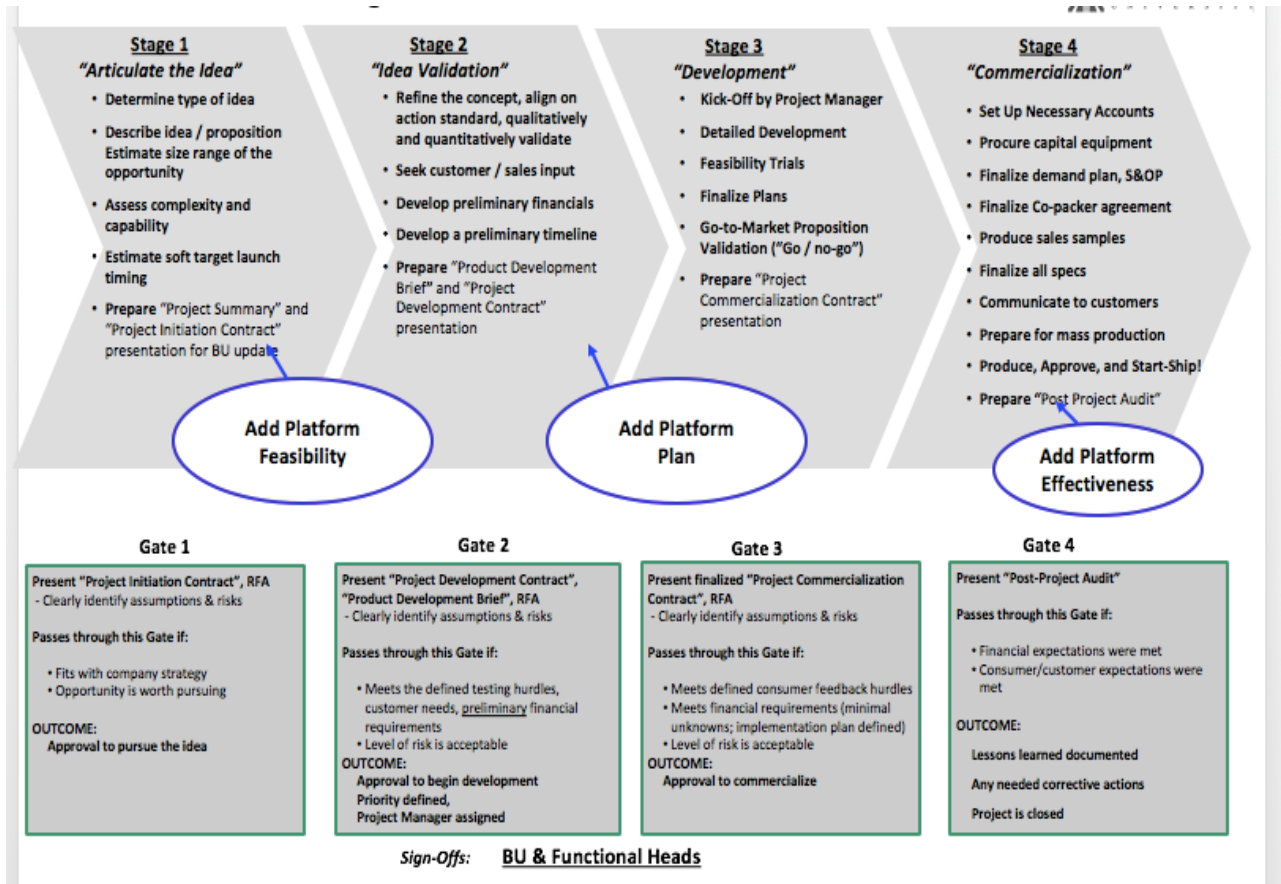 Stage 1
"Articulate the Idea"
• Determine type of idea
• Describe idea / proposition
Estimate size range of the
opportunity
• Assess complexity and
capability
• Estimate soft target launch
timing
• Prepare "Project Summary" and
"Project Initiation Contract"
presentation for BU update
Stage 2
"Idea Validation"
• Refine the concept, align on
action standard, qualitatively
and quantitatively validate
• Seek customer / sales input
• Develop preliminary financials
• Develop a preliminary timeline
• Prepare "Product Development
Brief" and "Project
Development Contract"
presentation
Stage 3
"Development"
• Kick-Off by Project Manager
• Detailed Development
• Feasibility Trials
• Finalize Plans
• Go-to-Market Proposition
Validation ("Go / no-go")
• Prepare "Project
Commercialization Contract"
presentation
Stage 4
"Commercialization"
• Set Up Necessary Accounts
• Procure capital equipment
• Finalize demand plan, S&OP
• Finalize Co-packer agreement
• Produce sales samples
• Finalize all specs
• Communicate to customers
• Prepare for mass production
• Produce, Approve, and Start-Ship!
• Prepare "Post Project Audit"
Add Platform
Feasibility
Add Platform
Plan
Add Platform
Effectiveness
Gate 1
Present "Project Initiation Contract", RFA
- Clearly identify assumptions & risks
Passes through this Gate if:
• Fits with company strategy
• Opportunity is worth pursuing
OUTCOME:
Approval to pursue the idea
Gate 2
Present "Project Development Contract",
"Product Development Brief", RFA
- Clearly identify assumptions & risks
Passes through this Gate if:
• Meets the defined testing hurdles,
customer needs, preliminary financial
requirements
• Level of risk is acceptable
OUTCOME:
Approval to begin development
Priority defined,
Project Manager assigned
Gate 3
Present finalized "Project Commercialization
Contract", RFA
- Clearly identify assumptions & risks
Passes through this Gate if:
• Meets defined consumer feedback hurdles
• Meets financial requirements (minimal
unknowns; implementation plan defined)
• Level of risk is acceptable
OUTCOME:
Approval to commercialize
Gate 4
Present "Post-Project Audit"
Passes through this Gate if:
• Financial expectations were met
• Consumer/customer expectations were
met
OUTCOME:
Lessons learned documented
Any needed corrective actions
Project is closed
Sign-Offs: BU & Functional Heads